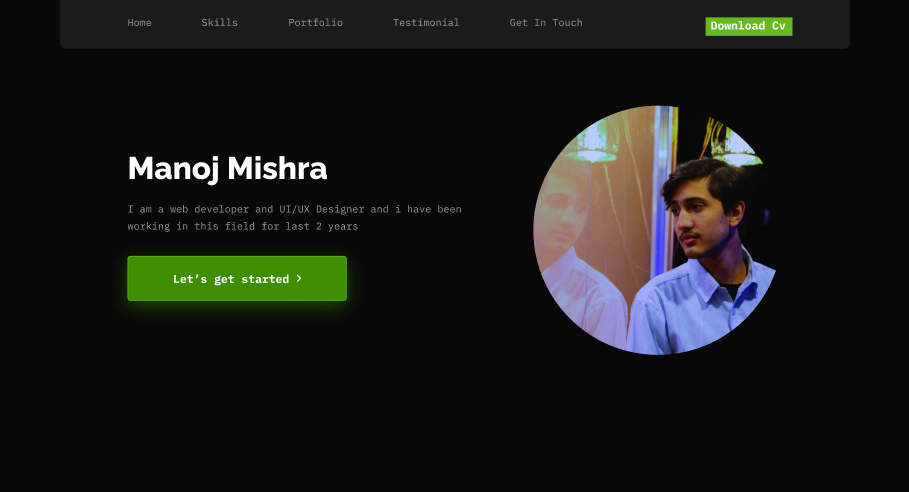 Home Skills Portfolio Testimonial Get In Touch Download Cv
Manoj Mishra
I am a web developer and UI/UX Designer and i have been
working in this field for last 2 years
Let's get started >